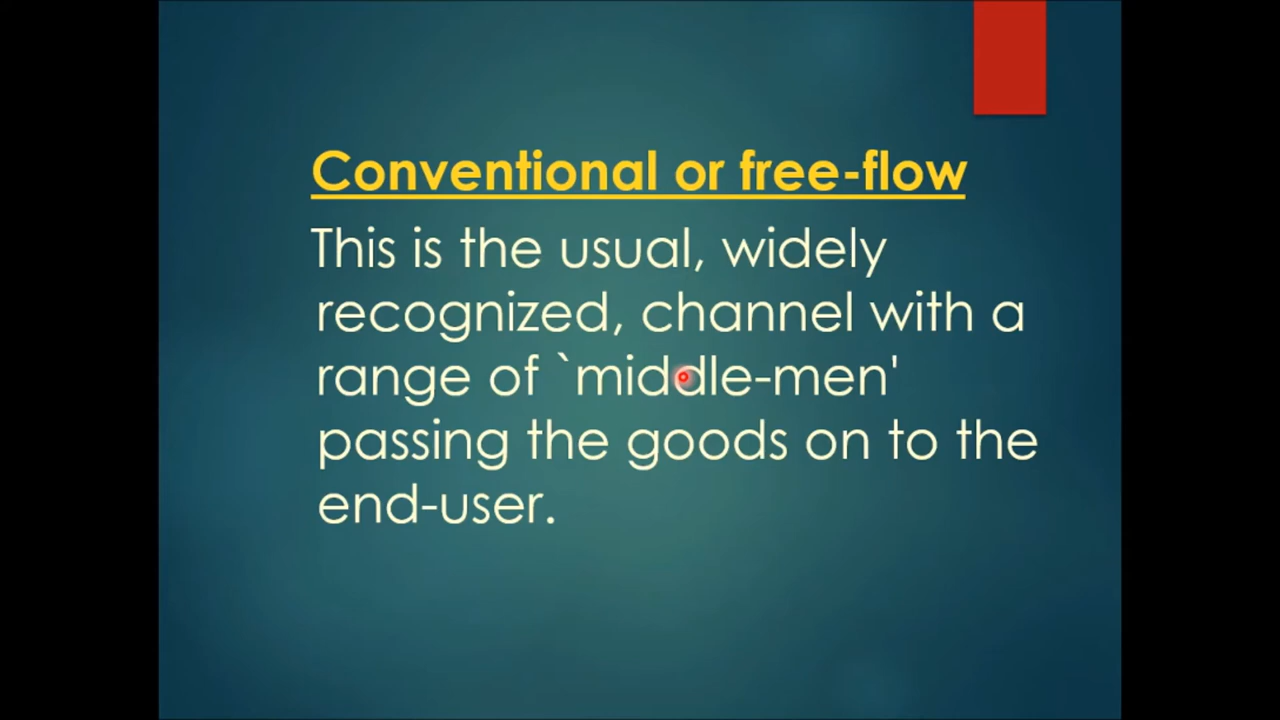 Conventional or free-flow
This is the usual, widely
recognized, channel with a
range of `middle-men'
passing the goods on to the
end-user.